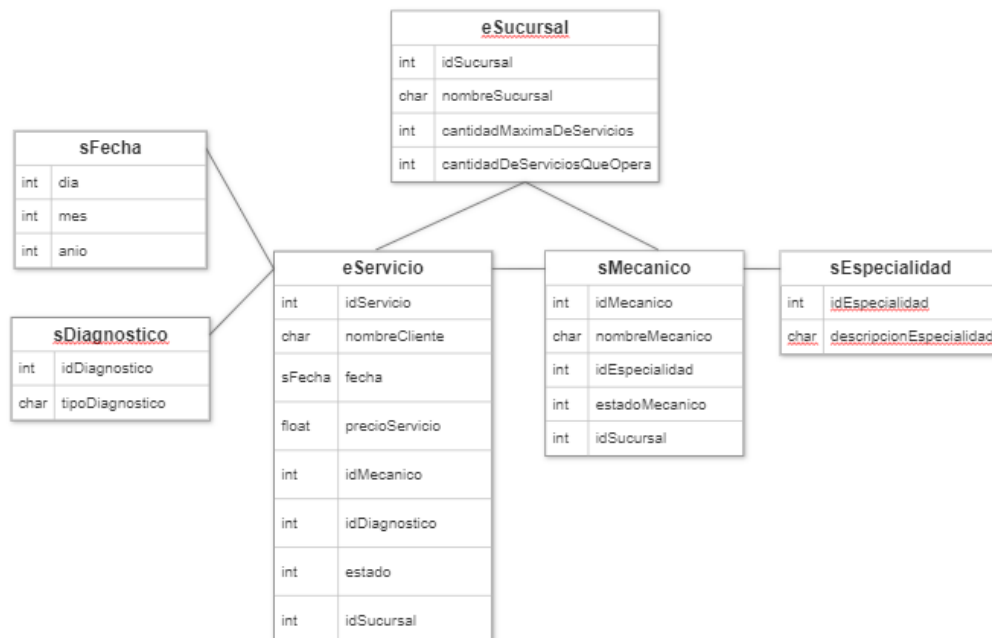 eSucursal
int idSucursal
char nombreSucursal
int cantidadMaximaDeServicios
int cantidadDeServiciosQueOpera
sFecha
int dia
int mes
int anio
sDiagnostico
int idDiagnostico
char tipoDiagnostico
eServicio
int idServicio
char nombreCliente
sFecha fecha
float precioServicio
int idMecanico
int idDiagnostico
int estado
int idSucursal
sMecanico
int idMecanico
char nombreMecanico
int idEspecialidad
int estadoMecanico
int idSucursal
sEspecialidad
int idEspecialidad
char descripcionEspecialidad